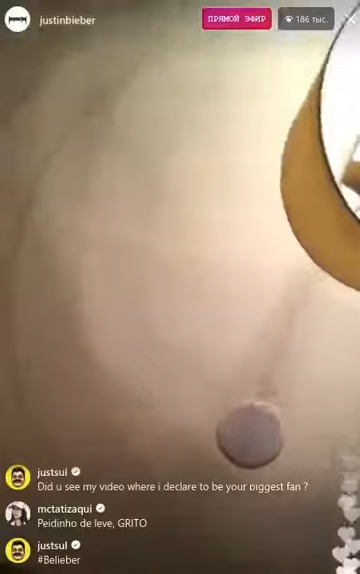 justinbieber
ПРЯМОЙ ЭФИР
186 тыс.
justsul
Did u see my video where i declare to be your biggest fan ?
mctatizaqui
Peidinho de leve, GRITO
justsul
#Belieber